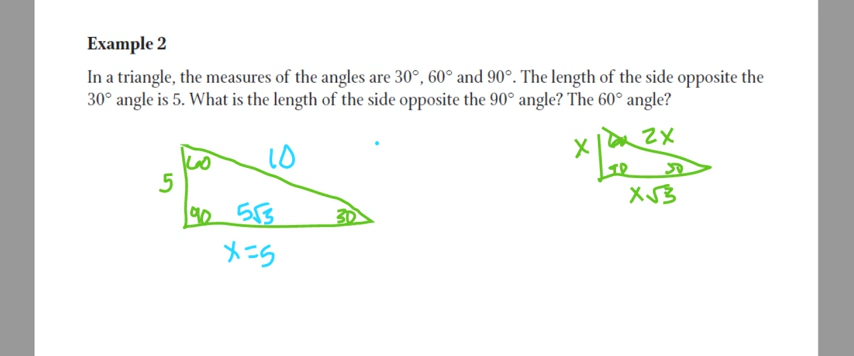 Example 2
In a triangle, the measures of the angles are 30°, 60° and 90°. The length of the side opposite the
30° angle is 5. What is the length of the side opposite the 90° angle? The 60° angle?
60
10
5
90
5√3
30
x=5
x
2x
x√3